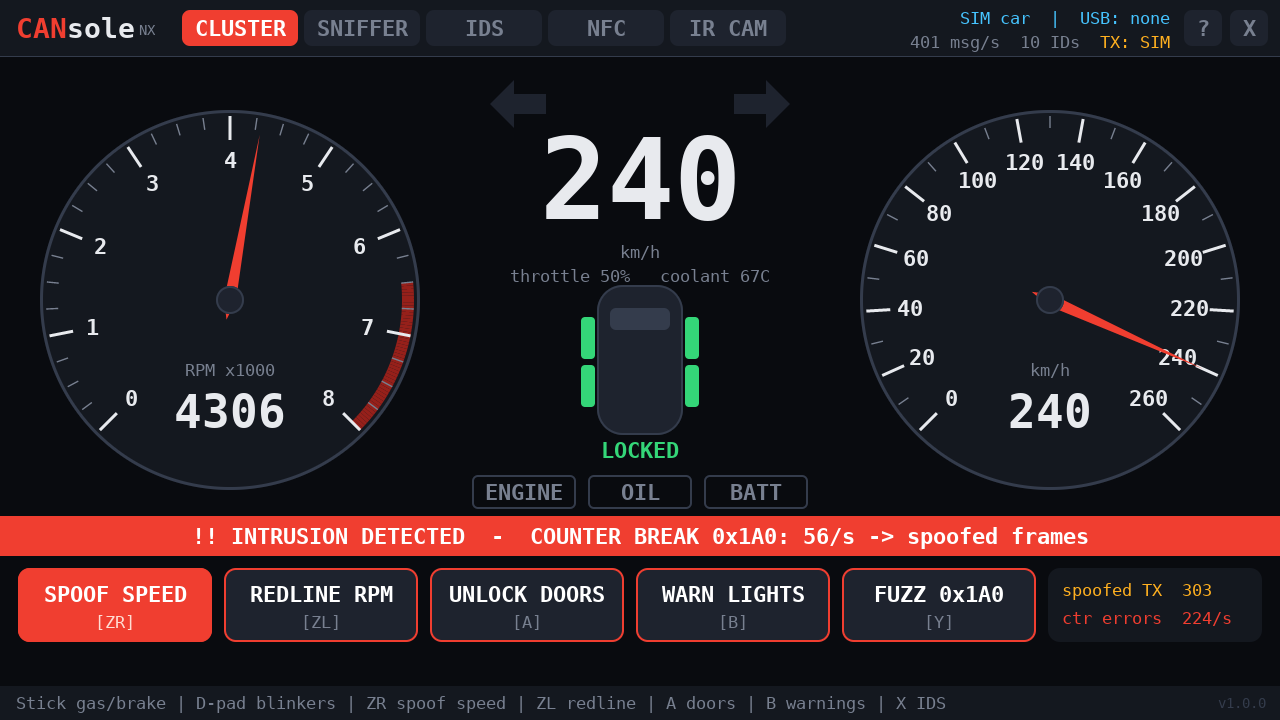 CANsole NX
CLUSTER SNIFFER IDS NFC IR CAM
SIM car | USB: none
401 msg/s 10 IDs TX: SIM
? X
0 1 2 3 4 5 6 7 8
RPM x1000
4306
240
km/h
throttle 50% coolant 67C
LOCKED
ENGINE OIL BATT
0 20 40 60 80 100 120 140 160 180 200 220 240 260
km/h
240
!! INTRUSION DETECTED - COUNTER BREAK 0x1A0: 56/s -> spoofed frames
SPOOF SPEED
[ZR]
REDLINE RPM
[ZL]
UNLOCK DOORS
[A]
WARN LIGHTS
[B]
FUZZ 0x1A0
[Y]
spoofed TX 303
ctr errors 224/s
Stick gas/brake | D-pad blinkers | ZR spoof speed | ZL redline | A doors | B warnings | X IDS
v1.0.0